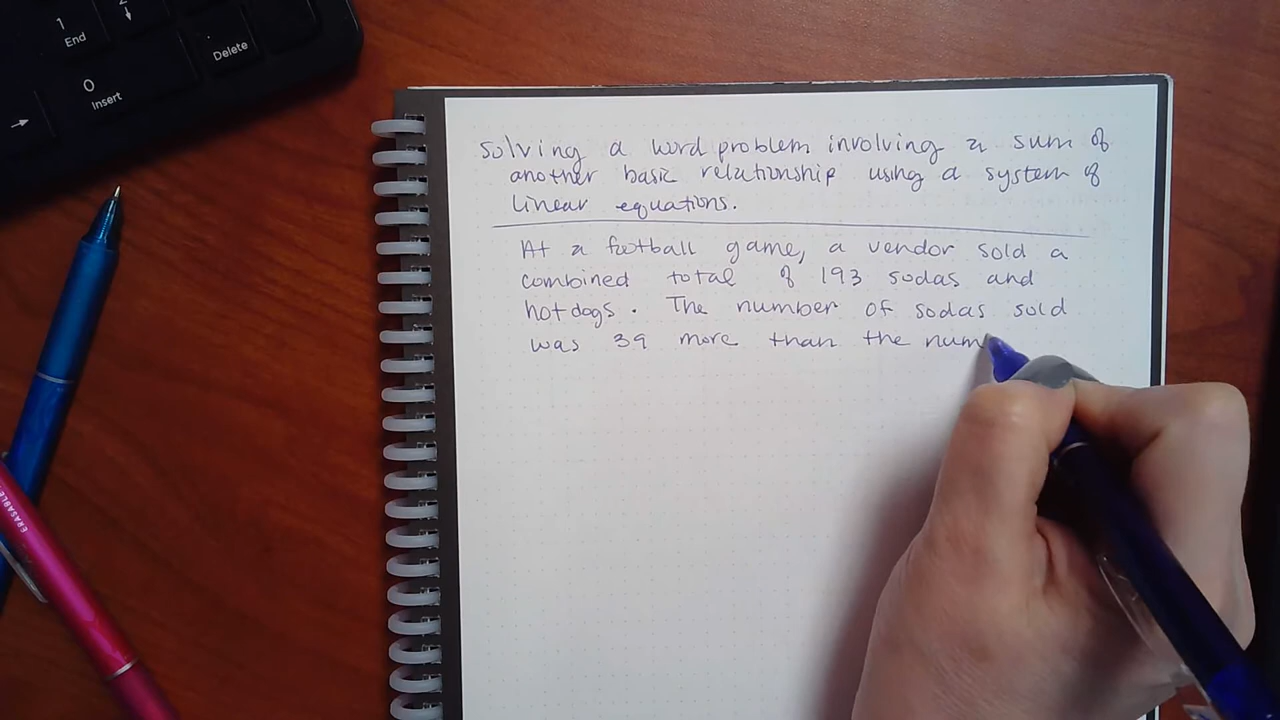 1
End
2
↓
Delete
0
Insert
→
ERASABLE
Solving a word problem involving a sum of
another basic relationship using a system of
linear equations.
At a football game, a vendor sold a
combined total of 193 sodas and
hotdogs. The number of sodas sold
was 39 more than the num